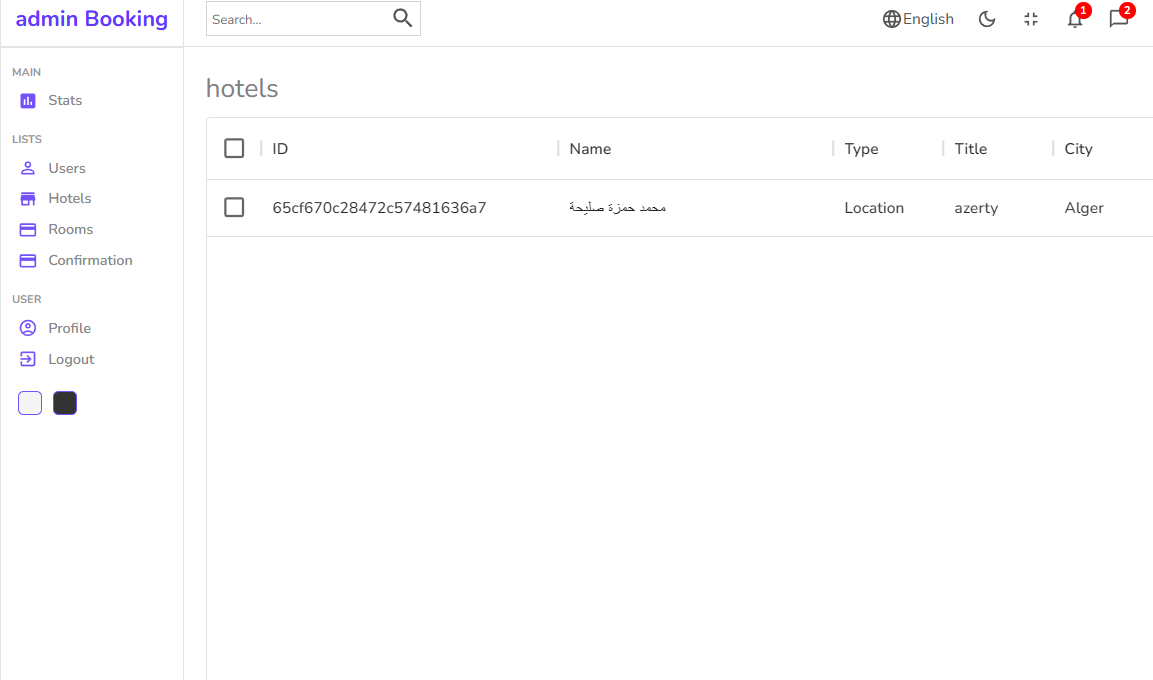 admin Booking
Search...
English
1
2
MAIN
Stats
LISTS
Users
Hotels
Rooms
Confirmation
USER
Profile
Logout
hotels
ID Name Type Title City
65cf670c28472c57481636a7 محمد حمزة صليحة Location azerty Alger